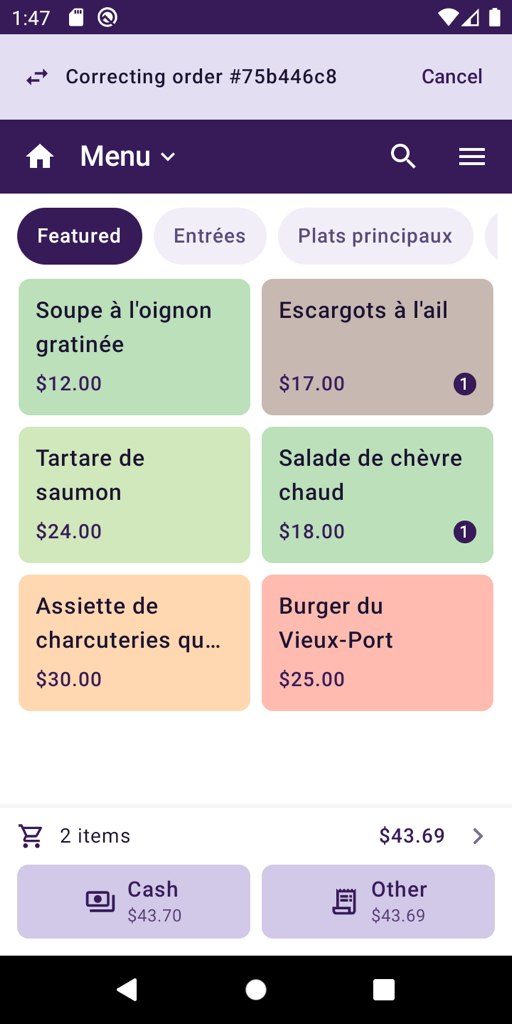 1:47
Correcting order #75b446c8
Cancel
Menu
Featured
Entrées
Plats principaux
Soupe à l'oignon
gratinée
$12.00
Escargots à l'ail
$17.00
1
Tartare de
saumon
$24.00
Salade de chèvre
chaud
$18.00
1
Assiette de
charcuteries qu…
$30.00
Burger du
Vieux-Port
$25.00
2 items
$43.69
Cash
$43.70
Other
$43.69